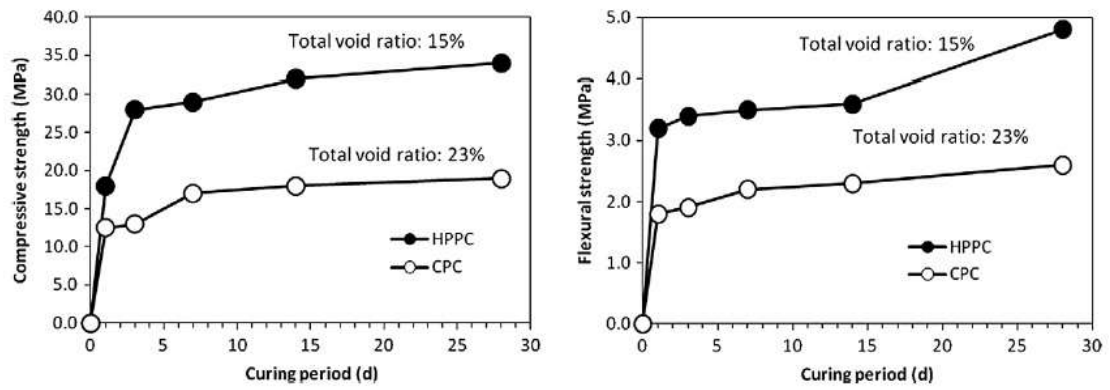 Compressive strength (MPa)
40.0
35.0
30.0
25.0
20.0
15.0
10.0
5.0
0.0
Total void ratio: 15%
Total void ratio: 23%
HPPC
CPC
0 5 10 15 20 25 30
Curing period (d)
Flexural strength (MPa)
5.0
4.0
3.0
2.0
1.0
0.0
Total void ratio: 15%
Total void ratio: 23%
HPPC
CPC
0 5 10 15 20 25 30
Curing period (d)